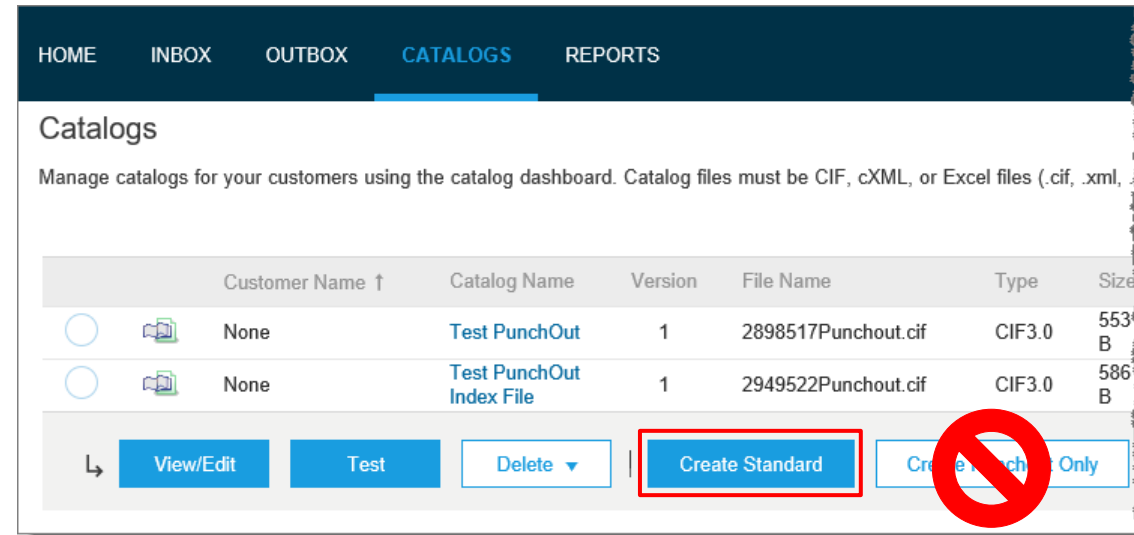 HOME INBOX OUTBOX CATALOGS REPORTS
Catalogs
Manage catalogs for your customers using the catalog dashboard. Catalog files must be CIF, cXML, or Excel files (.cif, .xml, .
Customer Name ↑ Catalog Name Version File Name Type Size
None Test PunchOut 1 2898517Punchout.cif CIF3.0 553
B
None Test PunchOut
Index File 1 2949522Punchout.cif CIF3.0 586
B
View/Edit Test Delete ▼ | Create Standard Only